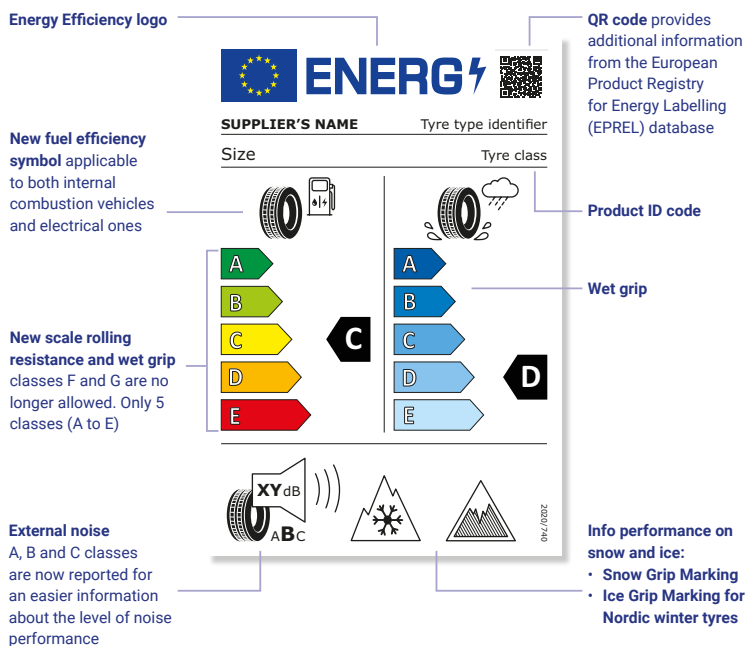 Energy Efficiency logo
QR code provides
additional information
from the European
Product Registry
for Energy Labelling
(EPREL) database
ENERG
SUPPLIER'S NAME Tyre type identifier
Size Tyre class
New fuel efficiency
symbol applicable
to both internal
combustion vehicles
and electrical ones
Product ID code
Wet grip
A
B
C
D
E
C
A
B
C
D
E
D
New scale rolling
resistance and wet grip
classes F and G are no
longer allowed. Only 5
classes (A to E)
XY dB
ABC
2020/740
External noise
A, B and C classes
are now reported for
an easier information
about the level of noise
performance
Info performance on
snow and ice:
• Snow Grip Marking
• Ice Grip Marking for
Nordic winter tyres